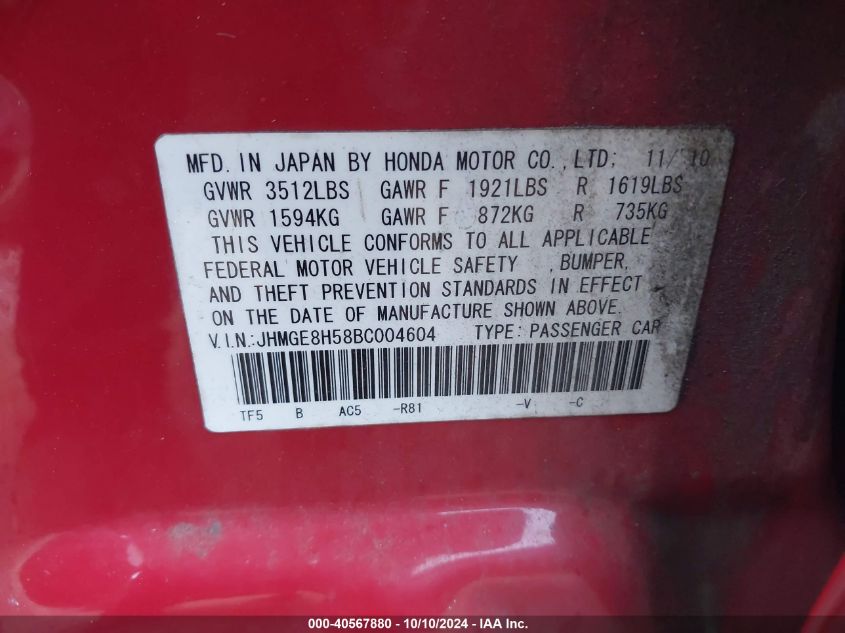 MFD. IN JAPAN BY HONDA MOTOR CO., LTD: 11/ 10
GVWR 3512LBS GAWR F 1921LBS R 1619LBS
GVWR 1594KG GAWR F 872KG R 735KG
THIS VEHICLE CONFORMS TO ALL APPLICABLE
FEDERAL MOTOR VEHICLE SAFETY , BUMPER,
AND THEFT PREVENTION STANDARDS IN EFFECT
ON THE DATE OF MANUFACTURE SHOWN ABOVE.
V.I.N.:JHMGE8H58BC004604 TYPE: PASSENGER CAR
TF5 B AC5 -R81 -V -C
000-40567880 - 10/10/2024 - IAA Inc.